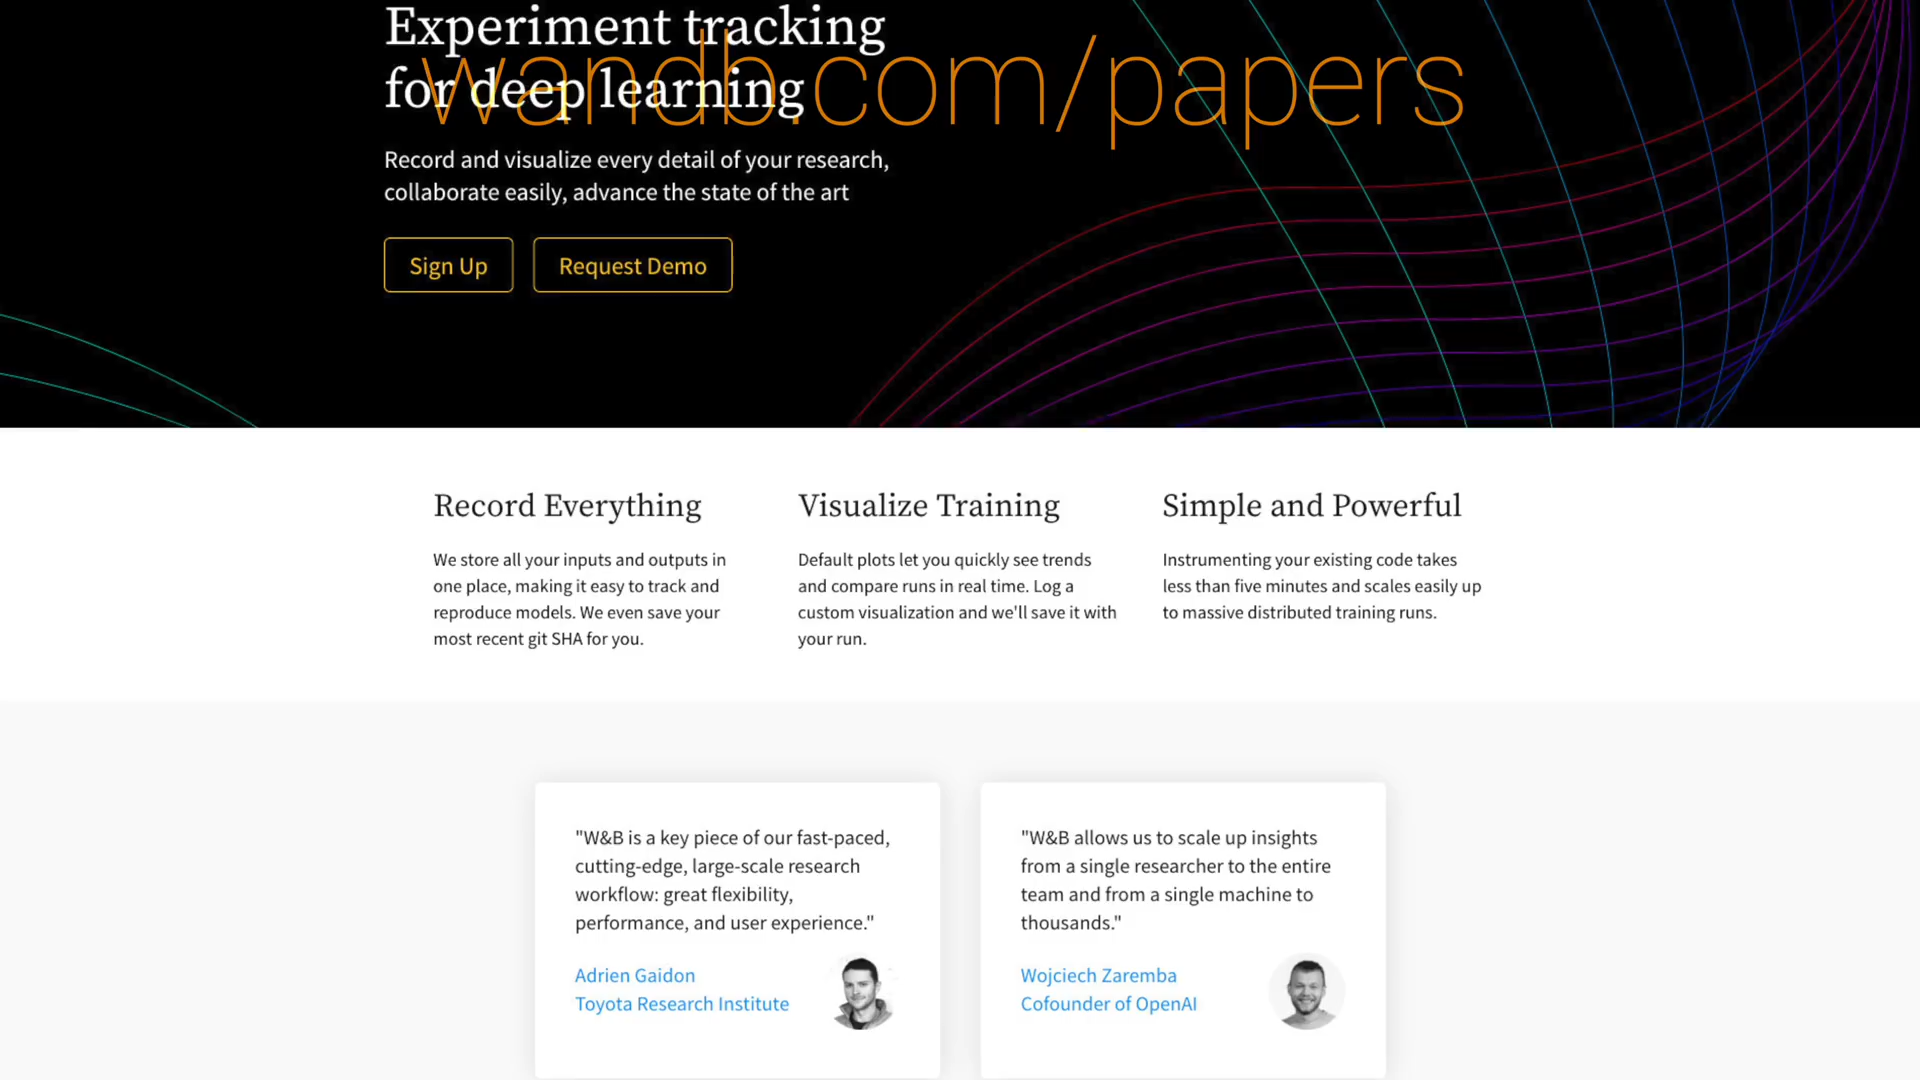 Experiment tracking
for deep learning
wandb.com/papers
Record and visualize every detail of your research,
collaborate easily, advance the state of the art
Sign Up
Request Demo
Record Everything
We store all your inputs and outputs in
one place, making it easy to track and
reproduce models. We even save your
most recent git SHA for you.
Visualize Training
Default plots let you quickly see trends
and compare runs in real time. Log a
custom visualization and we'll save it with
your run.
Simple and Powerful
Instrumenting your existing code takes
less than five minutes and scales easily up
to massive distributed training runs.
"W&B is a key piece of our fast-paced,
cutting-edge, large-scale research
workflow: great flexibility,
performance, and user experience."
Adrien Gaidon
Toyota Research Institute
"W&B allows us to scale up insights
from a single researcher to the entire
team and from a single machine to
thousands."
Wojciech Zaremba
Cofounder of OpenAI